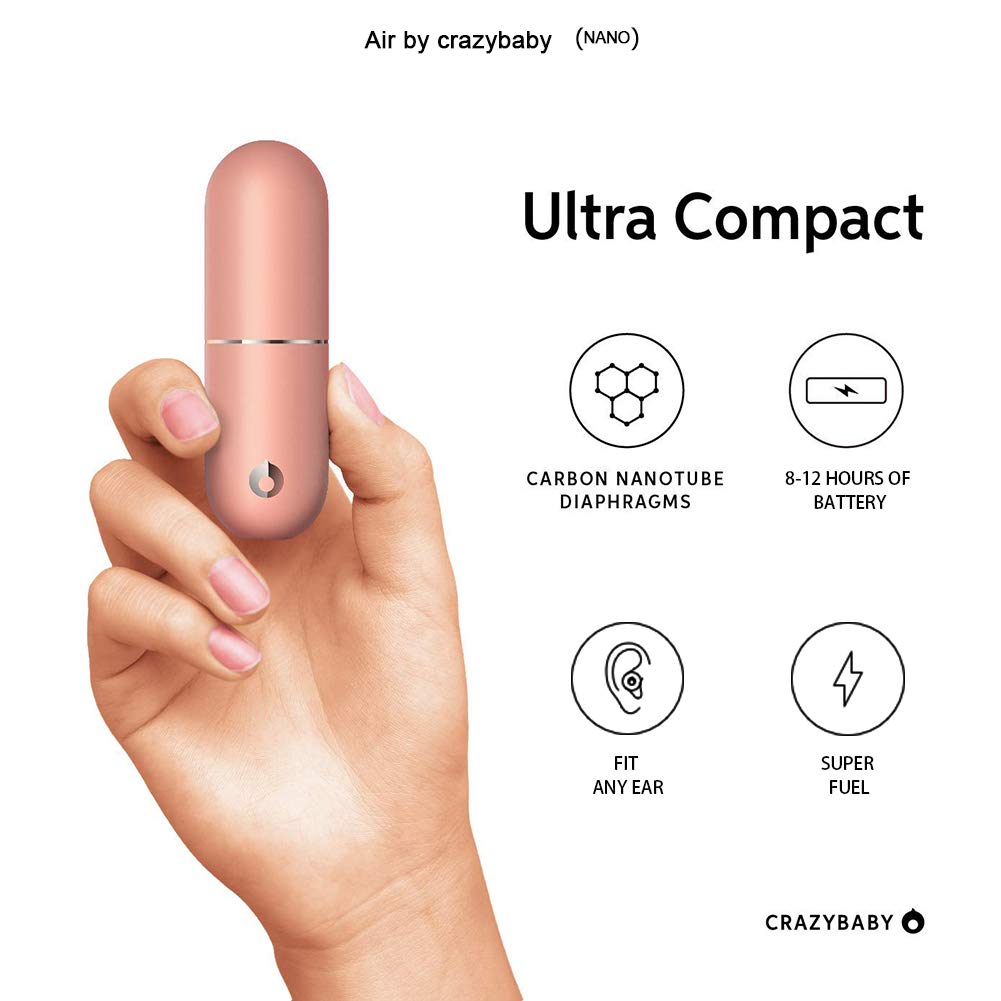 Air by crazybaby (NANO)
Ultra Compact
CARBON NANOTUBE
DIAPHRAGMS
8-12 HOURS OF
BATTERY
FIT
ANY EAR
SUPER
FUEL
CRAZYBABY